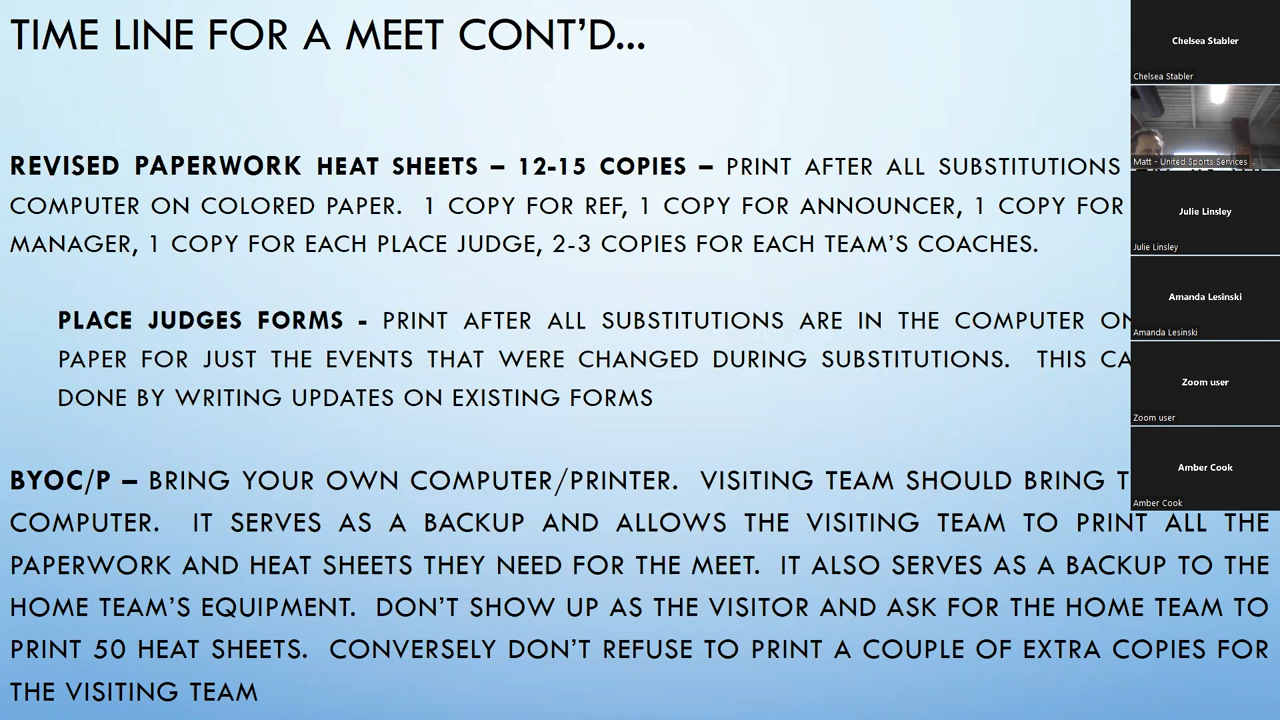 TIME LINE FOR A MEET CONT'D...
REVISED PAPERWORK HEAT SHEETS – 12-15 COPIES – PRINT AFTER ALL SUBSTITUTIONS
COMPUTER ON COLORED PAPER. 1 COPY FOR REF, 1 COPY FOR ANNOUNCER, 1 COPY FOR
MANAGER, 1 COPY FOR EACH PLACE JUDGE, 2-3 COPIES FOR EACH TEAM'S COACHES.
PLACE JUDGES FORMS - PRINT AFTER ALL SUBSTITUTIONS ARE IN THE COMPUTER ON
PAPER FOR JUST THE EVENTS THAT WERE CHANGED DURING SUBSTITUTIONS. THIS CA
DONE BY WRITING UPDATES ON EXISTING FORMS
BYOC/P – BRING YOUR OWN COMPUTER/PRINTER. VISITING TEAM SHOULD BRING T
COMPUTER. IT SERVES AS A BACKUP AND ALLOWS THE VISITING TEAM TO PRINT ALL THE
PAPERWORK AND HEAT SHEETS THEY NEED FOR THE MEET. IT ALSO SERVES AS A BACKUP TO THE
HOME TEAM'S EQUIPMENT. DON'T SHOW UP AS THE VISITOR AND ASK FOR THE HOME TEAM TO
PRINT 50 HEAT SHEETS. CONVERSELY DON'T REFUSE TO PRINT A COUPLE OF EXTRA COPIES FOR
THE VISITING TEAM
Chelsea Stabler
Chelsea Stabler
Matt - United Sports Services
Julie Linsley
Julie Linsley
Amanda Lesinski
Amanda Lesinski
Zoom user
Zoom user
Amber Cook
Amber Cook